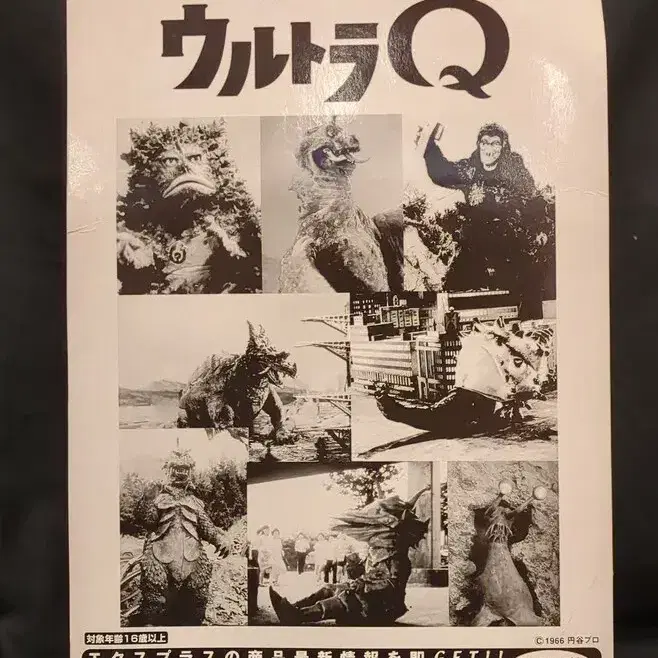 ウルトラQ
対象年齢16歳以上
© 1966 円谷プロ
エクスプラスの商品最新情報を即GET!!